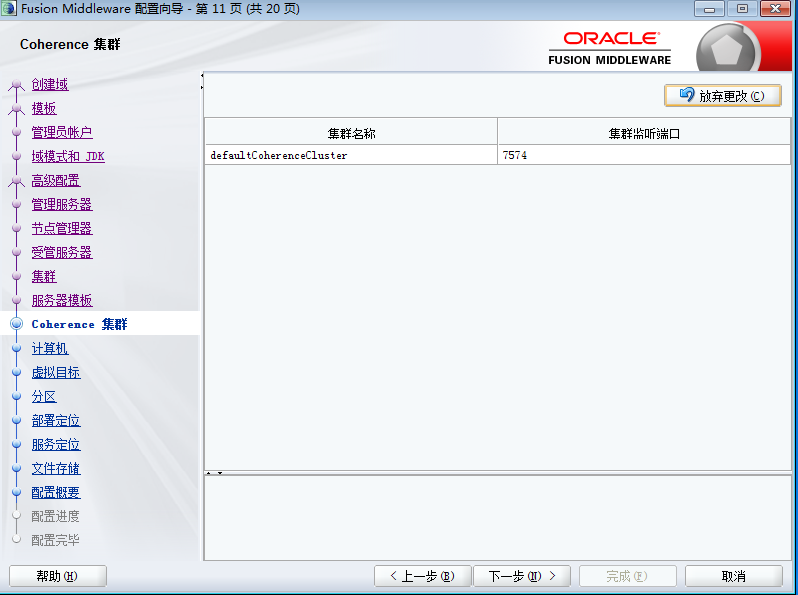 Fusion Middleware 配置向导 - 第 11 页 (共 20 页)
Coherence 集群
ORACLE
FUSION MIDDLEWARE
创建域
模板
管理员帐户
域模式和 JDK
高级配置
管理服务器
节点管理器
受管服务器
集群
服务器模板
Coherence 集群
计算机
虚拟目标
分区
部署定位
服务定位
文件存储
配置概要
配置进度
配置完毕
放弃更改(C)
集群名称 集群监听端口
defaultCoherenceCluster 7574
帮助(H) < 上一步(B) 下一步(N) > 完成(F) 取消